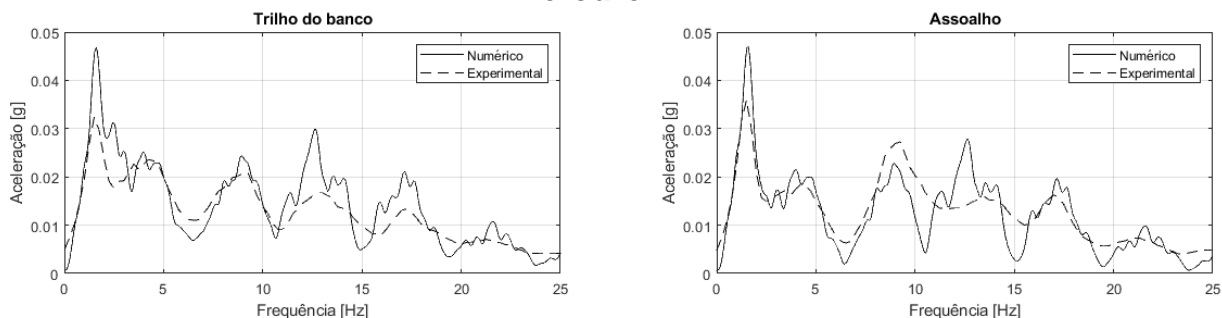 Trilho do banco
0.05
0.04
0.03
0.02
0.01
0
Aceleração [g]
Numérico
Experimental
0 5 10 15 20 25
Frequência [Hz]
Assoalho
0.05
0.04
0.03
0.02
0.01
0
Aceleração [g]
Numérico
Experimental
0 5 10 15 20 25
Frequência [Hz]